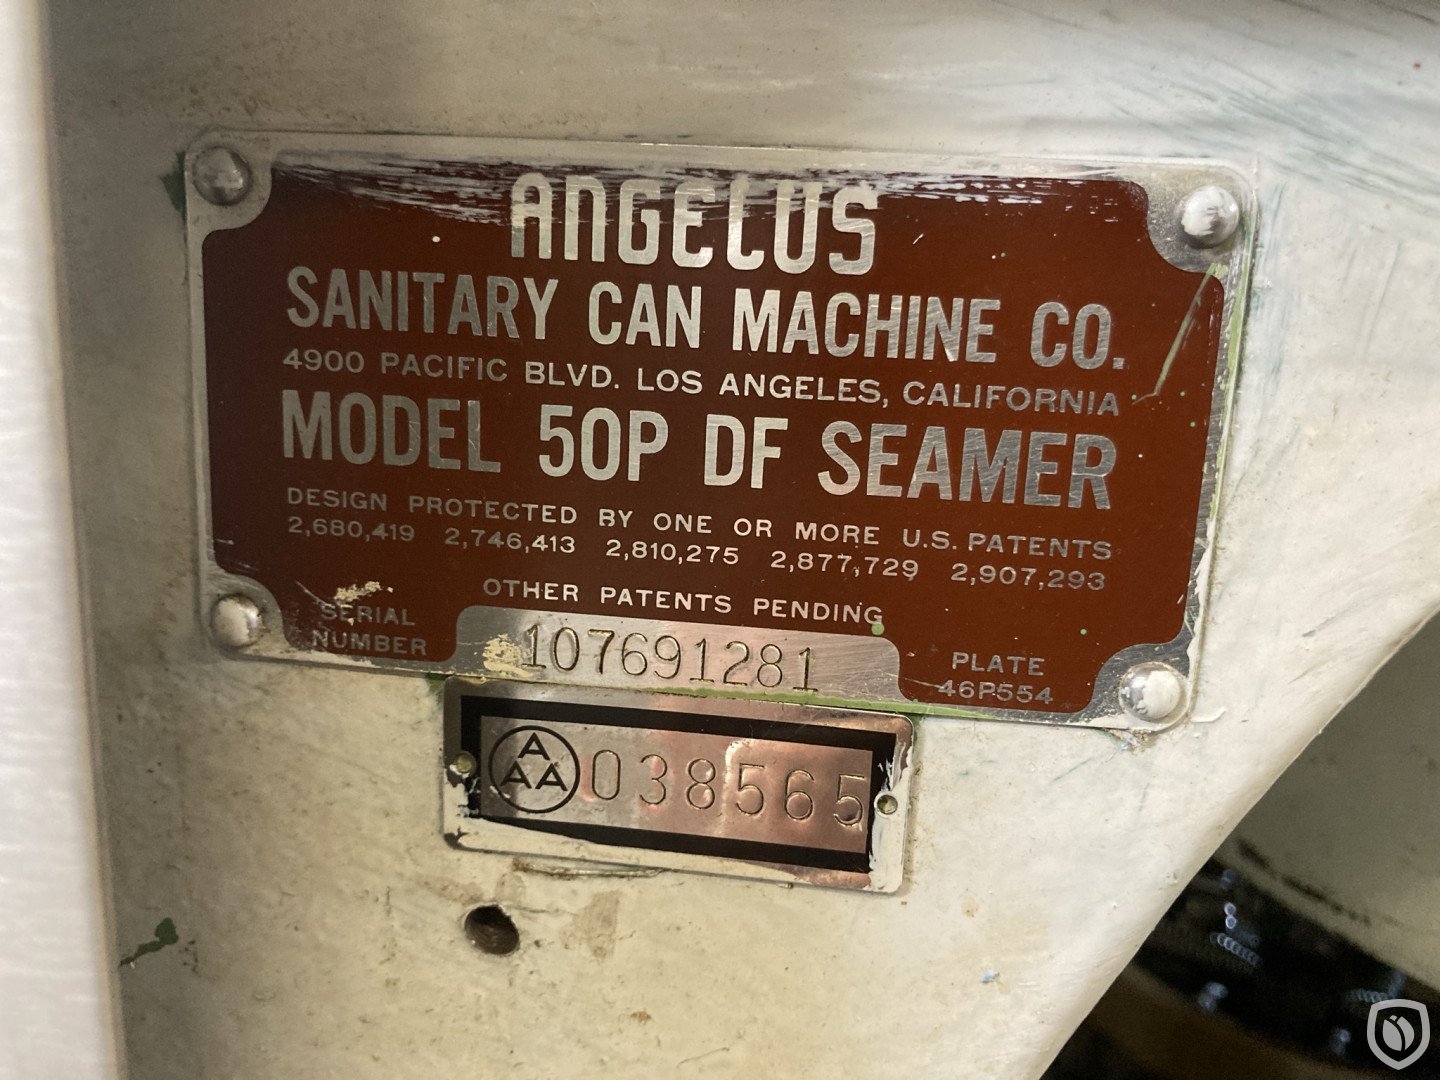 ANGELUS
SANITARY CAN MACHINE CO.
4900 PACIFIC BLVD. LOS ANGELES, CALIFORNIA
MODEL 50P DF SEAMER
DESIGN PROTECTED BY ONE OR MORE U.S. PATENTS
2,680,419 2,746,413 2,810,275 2,877,729 2,907,293
OTHER PATENTS PENDING
SERIAL
NUMBER
107691281
PLATE
46P554
A
AA
038565